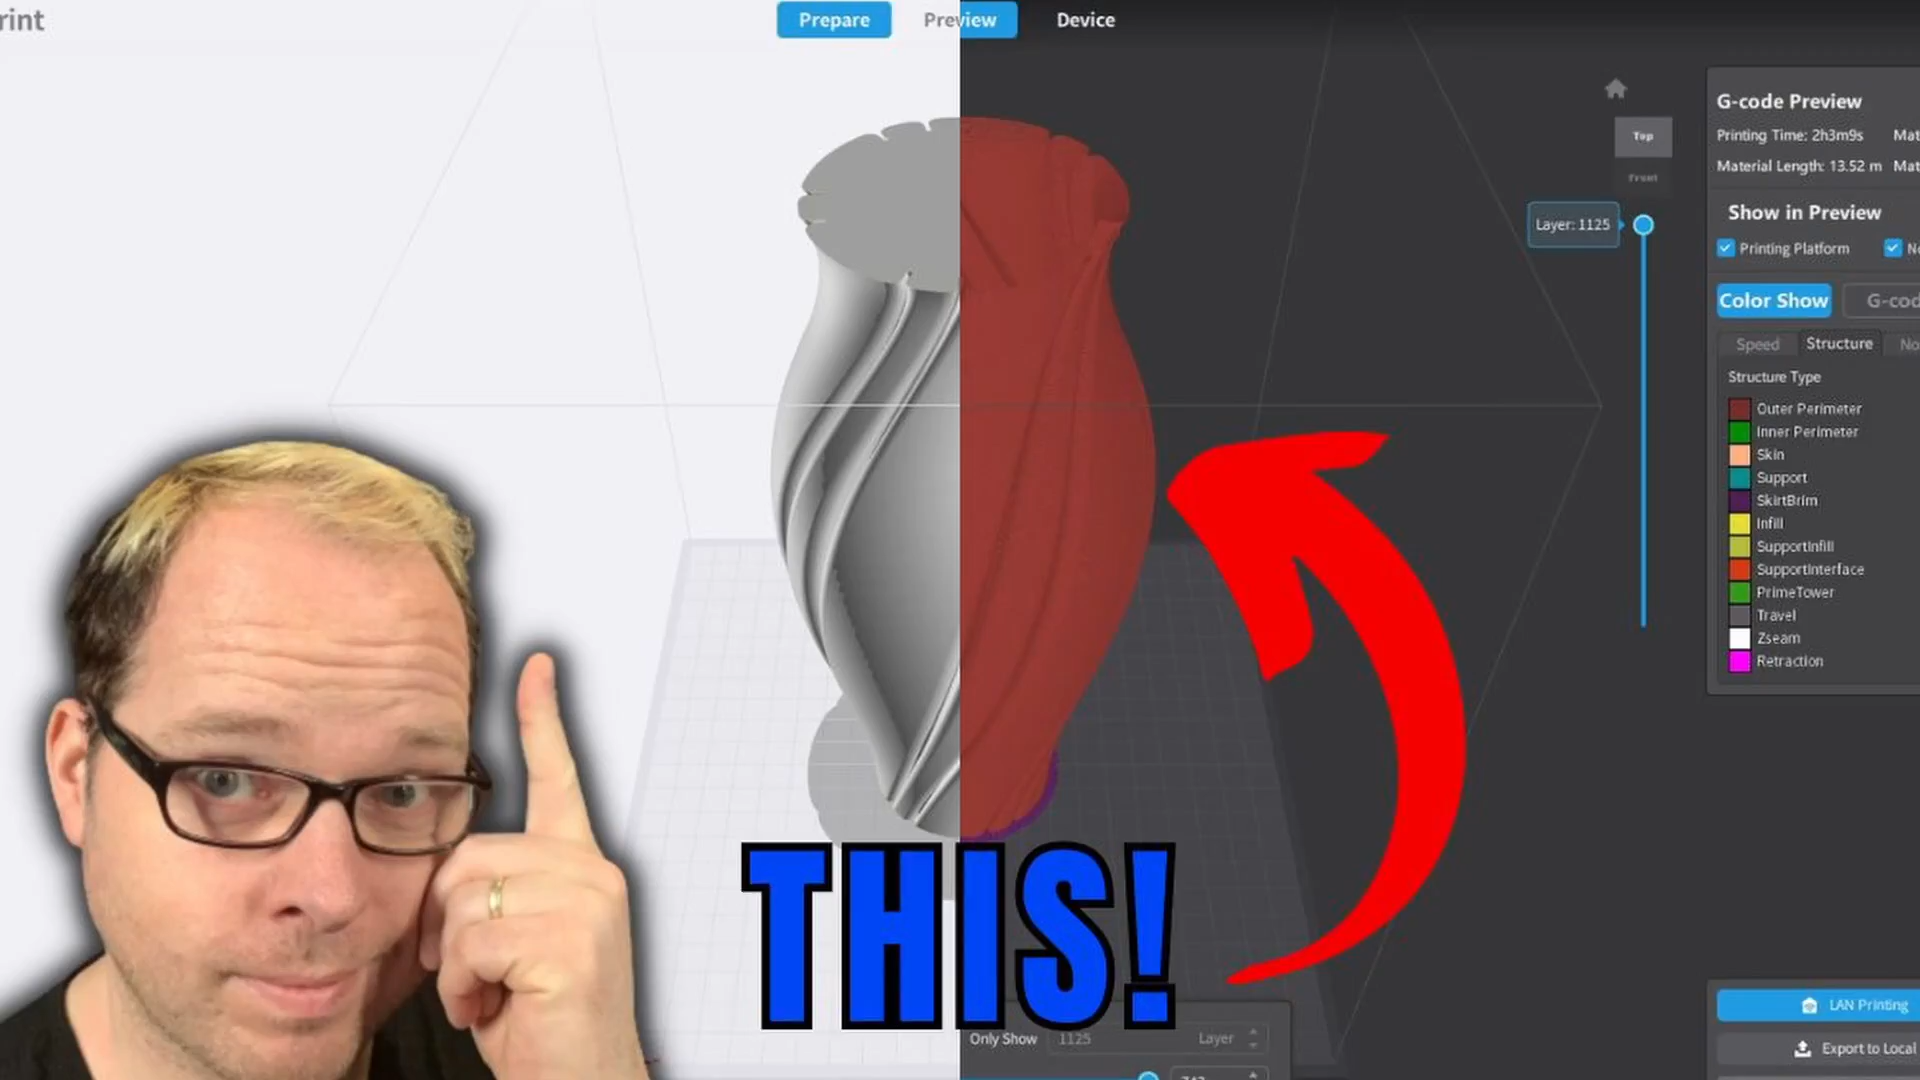 rint
Prepare
Preview
Device
G-code Preview
Printing Time: 2h3m9s
Material Length: 13.52 m
Top
Front
Layer: 1125
Show in Preview
Printing Platform
Color Show
Speed
Structure
Structure Type
Outer Perimeter
Inner Perimeter
Skin
Support
SkirtBrim
Infill
SupportInfill
SupportInterface
PrimeTower
Travel
Zseam
Retraction
THIS!
Only Show 1125 Layer
LAN Printing
Export to Local